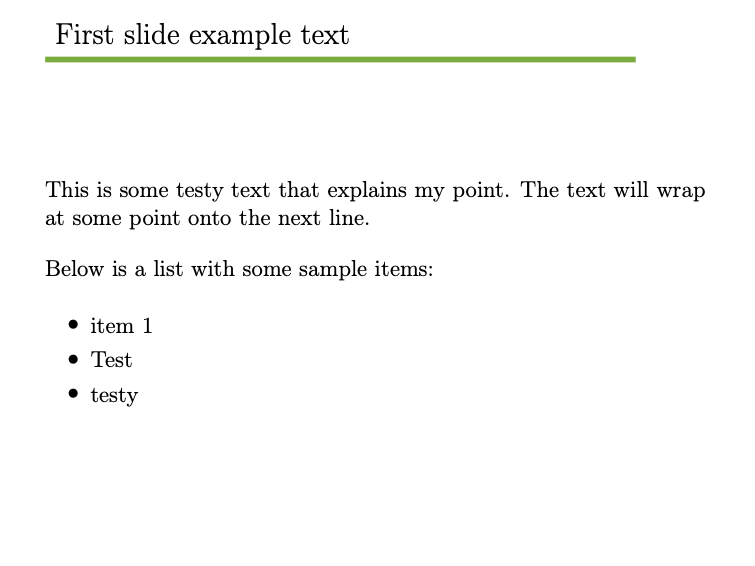 First slide example text
This is some testy text that explains my point. The text will wrap
at some point onto the next line.
Below is a list with some sample items:
• item 1
• Test
• testy